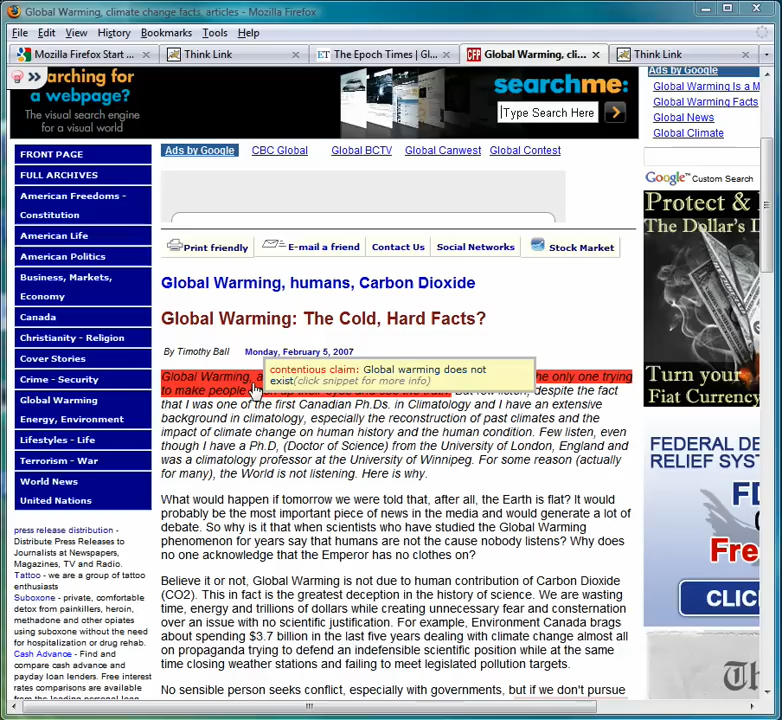 Global Warming, climate change facts, articles - Mozilla Firefox
File Edit View History Bookmarks Tools Help
Mozilla Firefox Start ...
Think Link
ET The Epoch Times | Gl...
CFP Global Warming, cli...
Think Link
arching for
a webpage?
The visual search engine
for a visual world
searchme:
Type Search Here
Ads by Google
Global Warming Is a M
Global Warming Facts
Global News
Global Climate
Google™ Custom Search
FRONT PAGE
FULL ARCHIVES
American Freedoms -
Constitution
American Life
American Politics
Business, Markets,
Economy
Canada
Christianity - Religion
Cover Stories
Crime - Security
Global Warming
Energy, Environment
Lifestyles - Life
Terrorism - War
World News
United Nations
press release distribution -
Distribute Press Releases to
Journalists at Newspapers,
Magazines, TV and Radio.
Tattoo - we are a group of tattoo
enthusiasts
Suboxone - private, comfortable
detox from painkillers, heroin,
methadone and other opiates
using suboxone without the need
for hospitalization or drug rehab.
Cash Advance - Find and
compare cash advance and
payday loan lenders. Free interest
rates comparisons are available
Ads by Google CBC Global Global BCTV Global Canwest Global Contest
Print friendly E-mail a friend Contact Us Social Networks Stock Market
Global Warming, humans, Carbon Dioxide
Global Warming: The Cold, Hard Facts?
By Timothy Ball Monday, February 5, 2007
contentious claim: Global warming does not
exist(click snippet for more info)
Global Warming, he only one trying
to make people despite the fact
that I was one of the first Canadian Ph.Ds. in Climatology and I have an extensive
background in climatology, especially the reconstruction of past climates and the
impact of climate change on human history and the human condition. Few listen, even
though I have a Ph.D, (Doctor of Science) from the University of London, England and
was a climatology professor at the University of Winnipeg. For some reason (actually
for many), the World is not listening. Here is why.
What would happen if tomorrow we were told that, after all, the Earth is flat? It would
probably be the most important piece of news in the media and would generate a lot of
debate. So why is it that when scientists who have studied the Global Warming
phenomenon for years say that humans are not the cause nobody listens? Why does
no one acknowledge that the Emperor has no clothes on?
Believe it or not, Global Warming is not due to human contribution of Carbon Dioxide
(CO2). This in fact is the greatest deception in the history of science. We are wasting
time, energy and trillions of dollars while creating unnecessary fear and consternation
over an issue with no scientific justification. For example, Environment Canada brags
about spending $3.7 billion in the last five years dealing with climate change almost all
on propaganda trying to defend an indefensible scientific position while at the same
time closing weather stations and failing to meet legislated pollution targets.
No sensible person seeks conflict, especially with governments, but if we don't pursue
Protect &
The Dollar's
Turn your
Fiat Currency
FEDERAL DE
RELIEF SYS
FD
Free
CLIC
Th